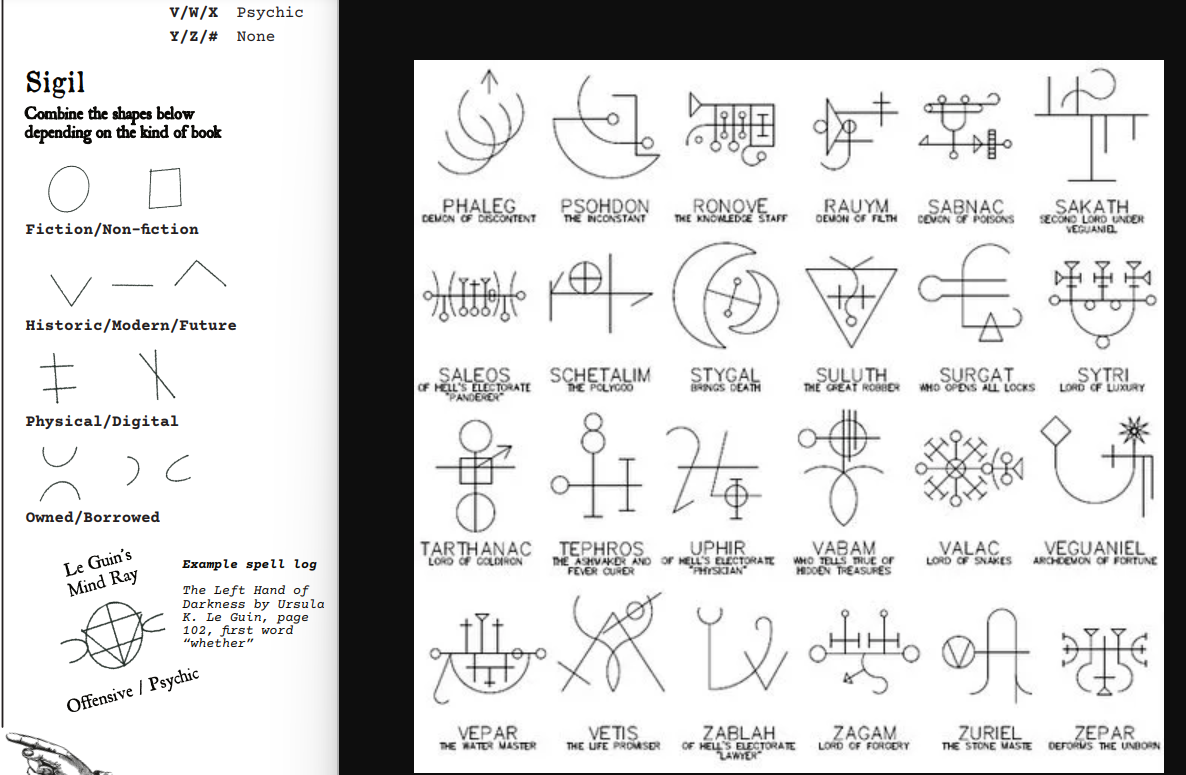 V/W/X Psychic
Y/Z/# None
Sigil
Combine the shapes below
depending on the kind of book
Fiction/Non-fiction
Historic/Modern/Future
Physical/Digital
Owned/Borrowed
Le Guin's
Mind Ray
Offensive / Psychic
Example spell log
The Left Hand of
Darkness by Ursula
K. Le Guin, page
102, first word
"whether"
PHALEG
DEMON OF DISCONTENT
PSOHDON
THE INCONSTANT
RONOVE
THE KNOWLEDGE STAFF
RAUYM
DEMON OF FILTH
SABNAC
DEMON OF POISONS
SAKATH
SECOND LORD UNDER
VEGUANIEL
SALEOS
OF HELL'S ELECTORATE
"PANDERER"
SCHETALIM
THE POLYGOD
STYGAL
BRINGS DEATH
SULUTH
THE GREAT ROBBER
SURGAT
WHO OPENS ALL LOCKS
SYTRI
LORD OF LUXURY
TARTHANAC
LORD OF GOLDIRON
TEPHROS
THE ASHMAKER AND
FEVER CURER
UPHIR
OF HELL'S ELECTORATE
"PHYSICIAN"
VABAM
WHO TELLS TRUE OF
HIDDEN TREASURES
VALAC
LORD OF SNAKES
VEGUANIEL
ARCHDEMON OF FORTUNE
VEPAR
THE WATER MASTER
VETIS
THE LIFE PROMISER
ZABLAH
OF HELL'S ELECTORATE
"LAWYER"
ZAGAM
LORD OF FORGERY
ZURIEL
THE STONE MASTE
ZEPAR
DEFORMS THE UNBORN